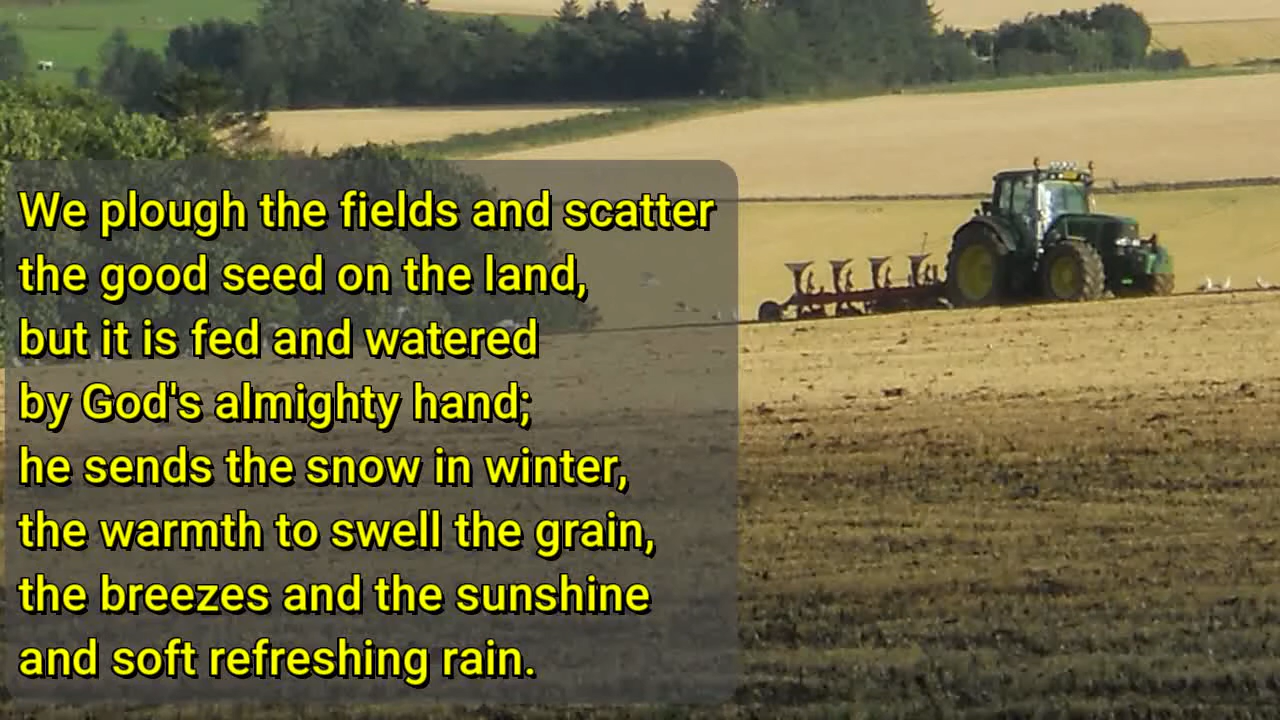 We plough the fields and scatter
the good seed on the land,
but it is fed and watered
by God's almighty hand;
he sends the snow in winter,
the warmth to swell the grain,
the breezes and the sunshine
and soft refreshing rain.